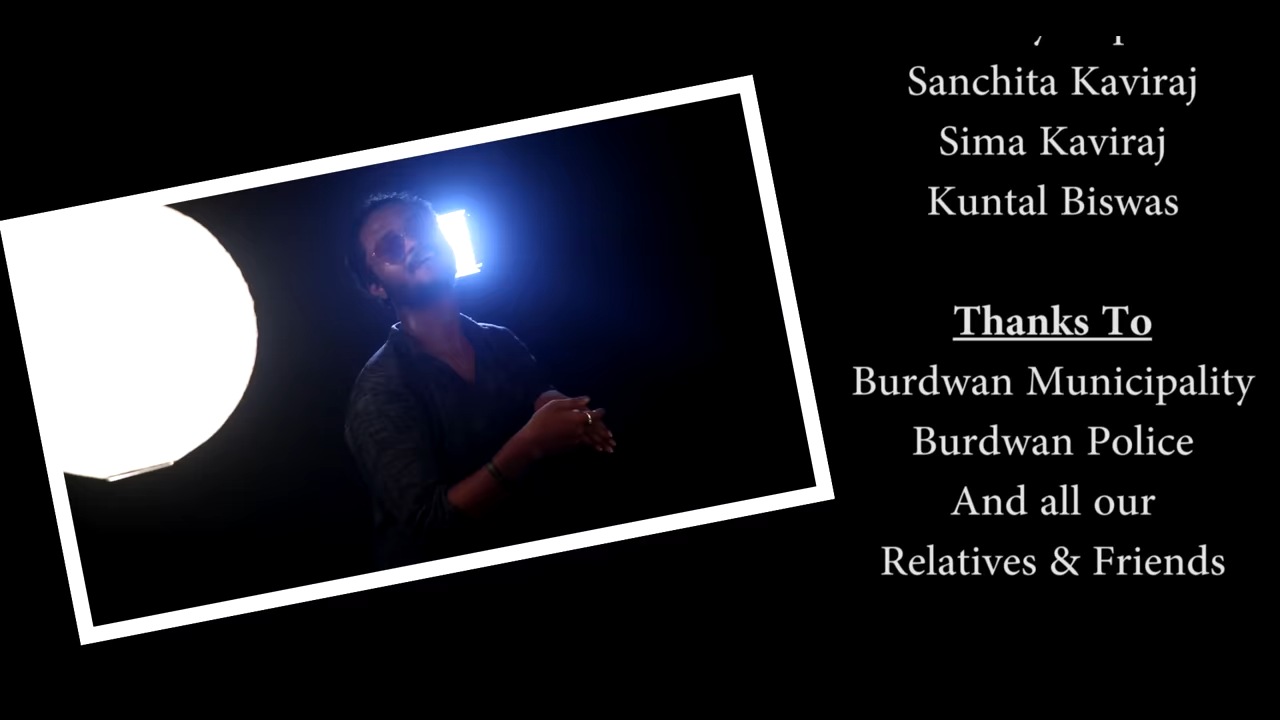 Sanchita Kaviraj
Sima Kaviraj
Kuntal Biswas
Thanks To
Burdwan Municipality
Burdwan Police
And all our
Relatives & Friends